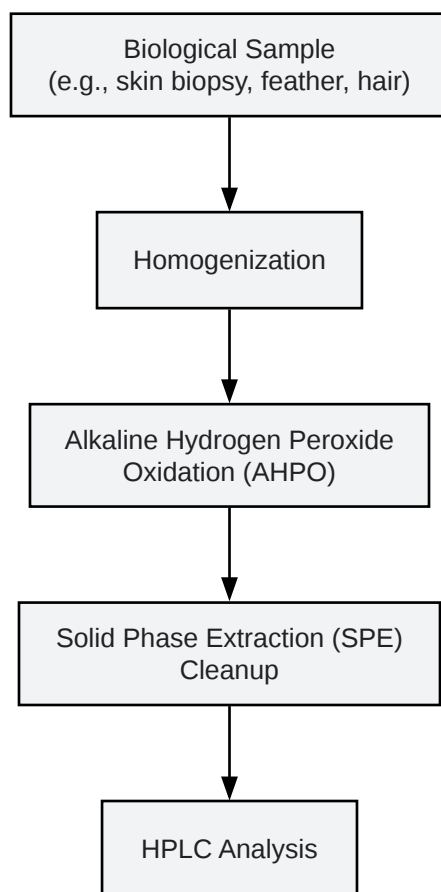 Biological Sample
(e.g., skin biopsy, feather, hair)
Homogenization
Alkaline Hydrogen Peroxide
Oxidation (AHPO)
Solid Phase Extraction (SPE)
Cleanup
HPLC Analysis